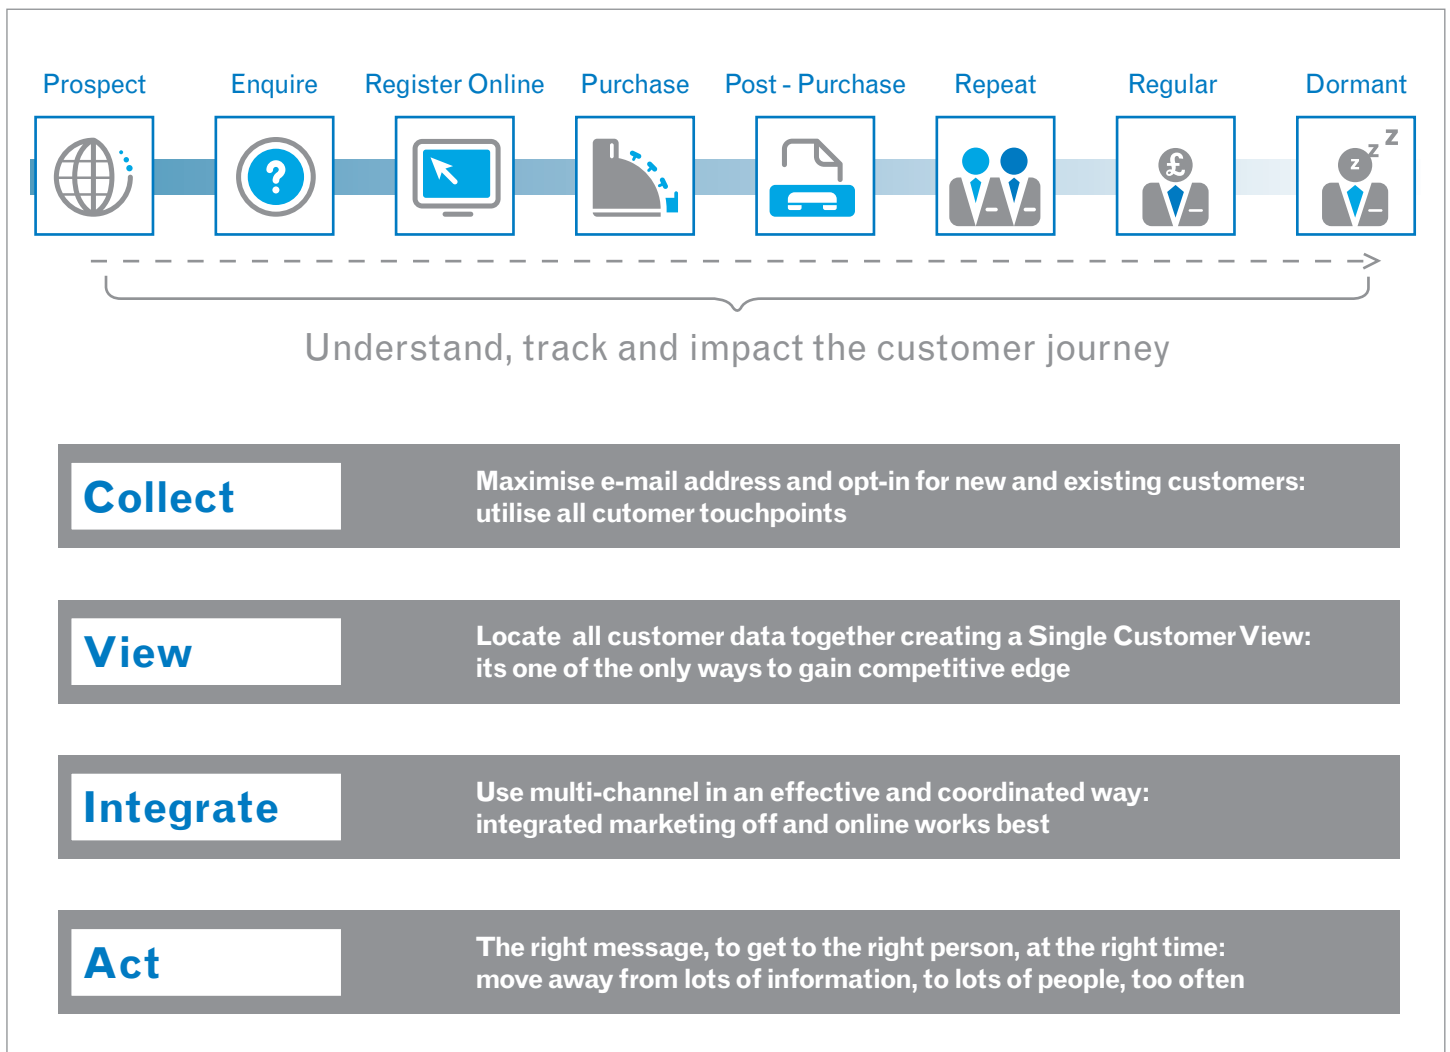 Prospect Enquire Register Online Purchase Post - Purchase Repeat Regular Dormant
?
£
z z z
Understand, track and impact the customer journey
Collect
Maximise e-mail address and opt-in for new and existing customers:
utilise all cutomer touchpoints
View
Locate all customer data together creating a Single Customer View:
its one of the only ways to gain competitive edge
Integrate
Use multi-channel in an effective and coordinated way:
integrated marketing off and online works best
Act
The right message, to get to the right person, at the right time:
move away from lots of information, to lots of people, too often